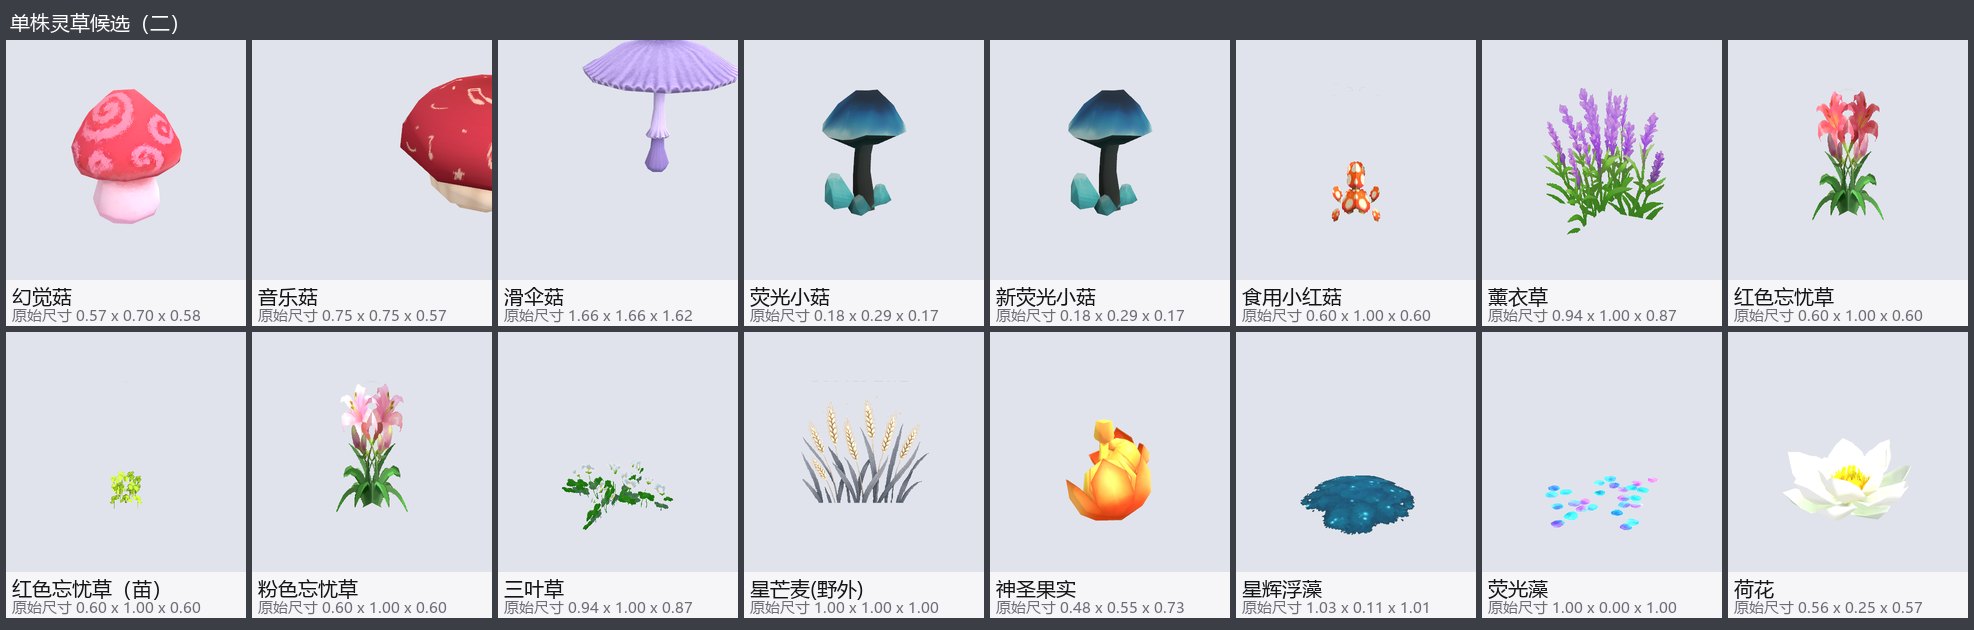 单株灵草候选（二）
幻觉菇
原始尺寸 0.57 x 0.70 x 0.58
音乐菇
原始尺寸 0.75 x 0.75 x 0.57
滑伞菇
原始尺寸 1.66 x 1.66 x 1.62
荧光小菇
原始尺寸 0.18 x 0.29 x 0.17
新荧光小菇
原始尺寸 0.18 x 0.29 x 0.17
食用小红菇
原始尺寸 0.60 x 1.00 x 0.60
薰衣草
原始尺寸 0.94 x 1.00 x 0.87
红色忘忧草
原始尺寸 0.60 x 1.00 x 0.60
红色忘忧草（苗）
原始尺寸 0.60 x 1.00 x 0.60
粉色忘忧草
原始尺寸 0.60 x 1.00 x 0.60
三叶草
原始尺寸 0.94 x 1.00 x 0.87
星芒麦(野外)
原始尺寸 1.00 x 1.00 x 1.00
神圣果实
原始尺寸 0.48 x 0.55 x 0.73
星辉浮藻
原始尺寸 1.03 x 0.11 x 1.01
荧光藻
原始尺寸 1.00 x 0.00 x 1.00
荷花
原始尺寸 0.56 x 0.25 x 0.57